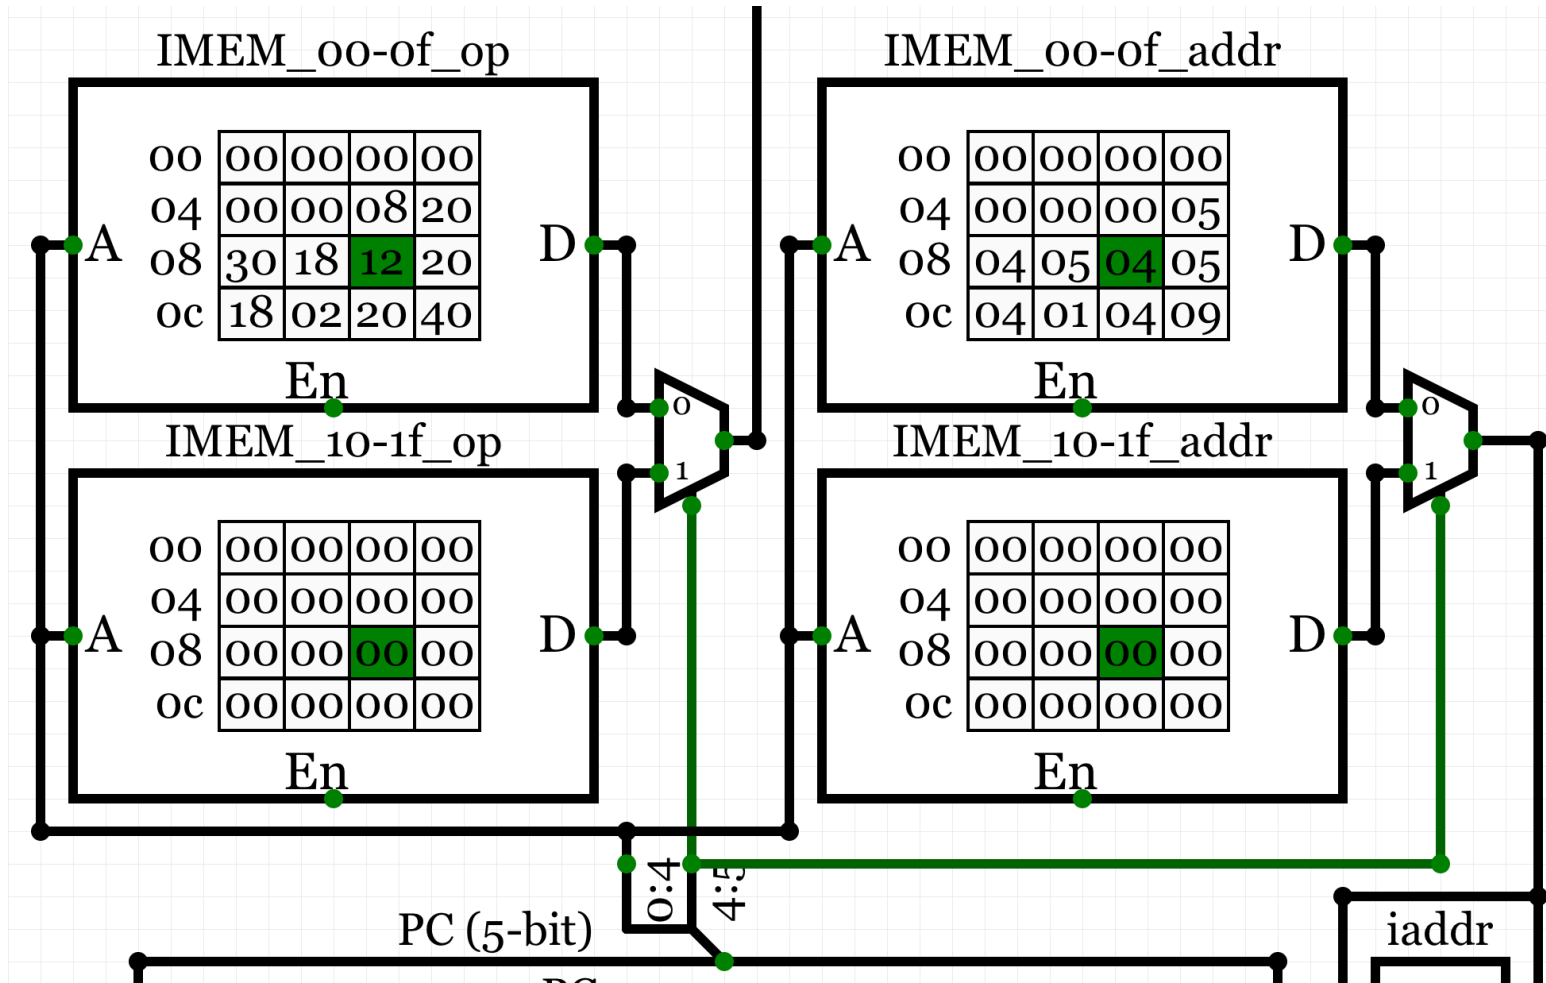 IMEM_00-0f_op
IMEM_00-0f_addr
00 00 00 00 00
04 00 00 08 20
08 30 18 12 20
0c 18 02 20 40
A
D
En
00 00 00 00 00
04 00 00 00 05
08 04 05 04 05
0c 04 01 04 09
A
D
En
0
1
0
1
IMEM_10-1f_op
IMEM_10-1f_addr
00 00 00 00 00
04 00 00 00 00
08 00 00 00 00
0c 00 00 00 00
A
D
En
00 00 00 00 00
04 00 00 00 00
08 00 00 00 00
0c 00 00 00 00
A
D
En
0:4
4:5
PC (5-bit)
iaddr
PC